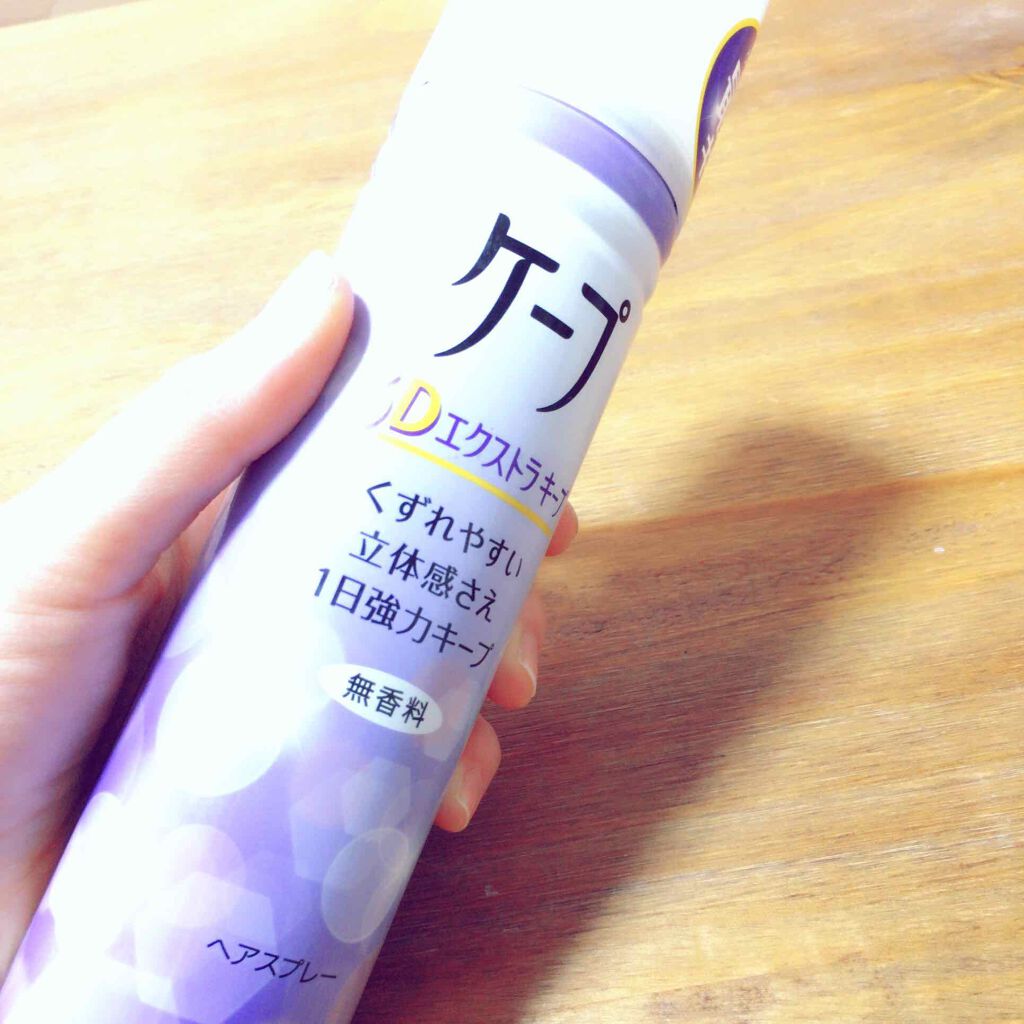 ケープ
3Dエクストラキープ
くずれやすい
立体感さえ
1日強力キープ
無香料
ヘアスプレー